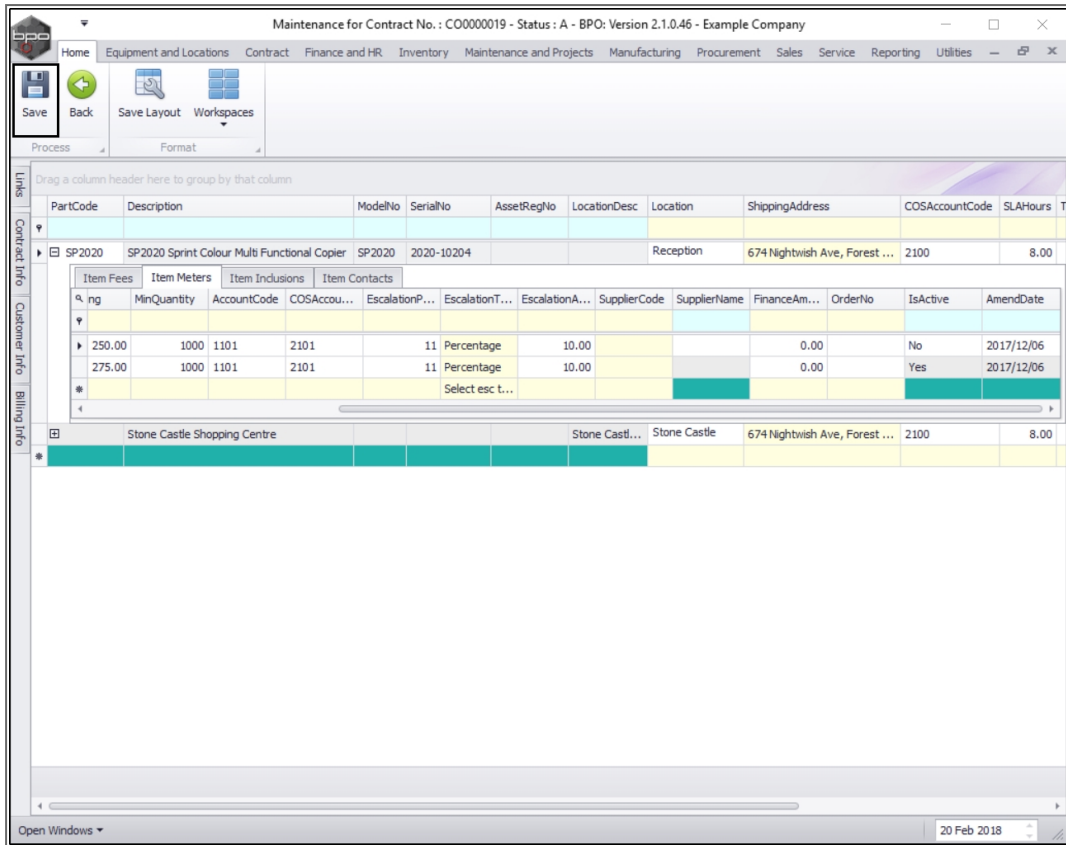 bpo
Maintenance for Contract No. : CO0000019 - Status : A - BPO: Version 2.1.0.46 - Example Company
Home Equipment and Locations Contract Finance and HR Inventory Maintenance and Projects Manufacturing Procurement Sales Service Reporting Utilities
Save Back Save Layout Workspaces
Process Format
Links
Contract Info
Customer Info
Billing Info
Drag a column header here to group by that column
PartCode Description ModelNo SerialNo AssetRegNo LocationDesc Location ShippingAddress COSAccountCode SLAHours T
SP2020 SP2020 Sprint Colour Multi Functional Copier SP2020 2020-10204 Reception 674 Nightwish Ave, Forest ... 2100 8.00
Item Fees Item Meters Item Inclusions Item Contacts
ng MinQuantity AccountCode COSAccou... EscalationP... EscalationT... EscalationA... SupplierCode SupplierName FinanceAm... OrderNo IsActive AmendDate
250.00 1000 1101 2101 11 Percentage 10.00 0.00 No 2017/12/06
275.00 1000 1101 2101 11 Percentage 10.00 0.00 Yes 2017/12/06
Select esc t...
Stone Castle Shopping Centre Stone Castl... Stone Castle 674 Nightwish Ave, Forest ... 2100 8.00
Open Windows 20 Feb 2018